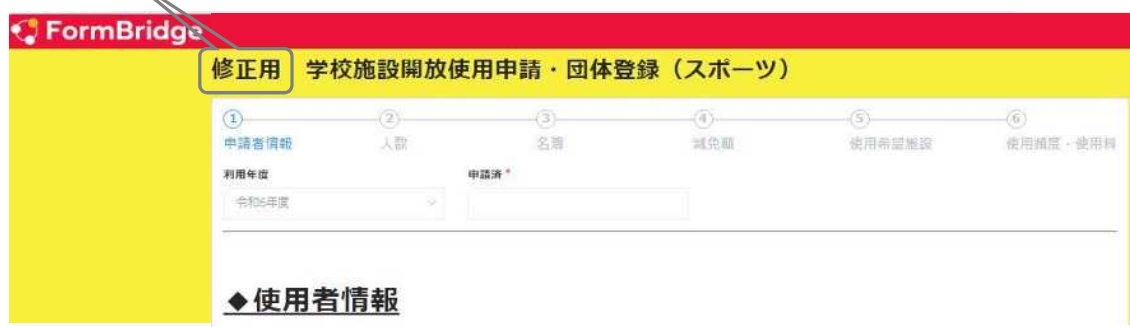 FormBridge
修正用 学校施設開放使用申請・団体登録（スポーツ）
1 2 3 4 5 6
申請者情報 人数 名簿 減免額 使用希望施設 使用頻度・使用料
利用年度 申請済 *
令和6年度
◆使用者情報